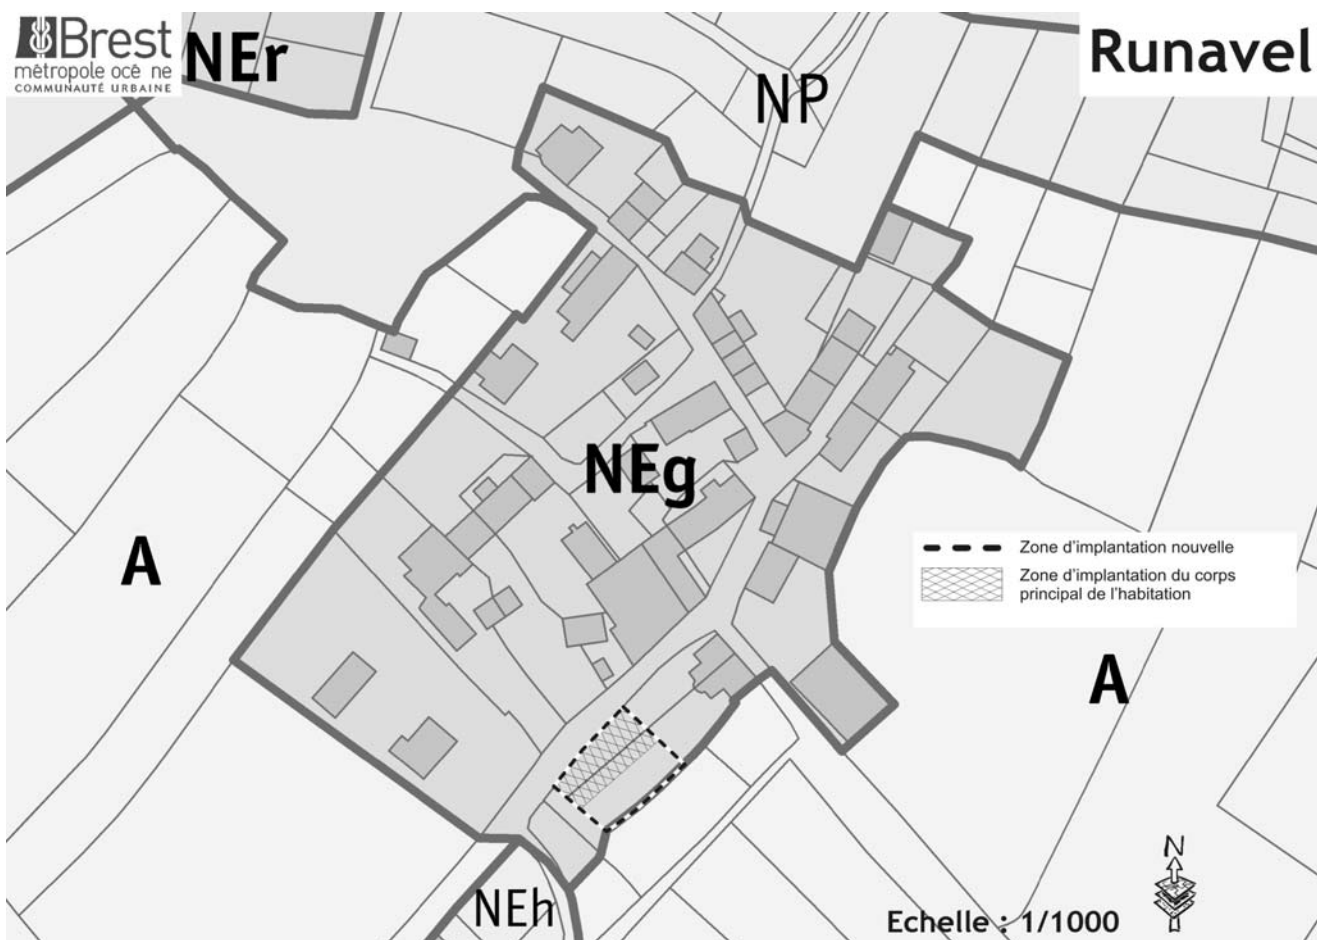 Brest
métropole océ ne
COMMUNAUTÉ URBAINE
NEr
Runavel
NP
NEg
A
Zone d'implantation nouvelle
Zone d'implantation du corps
principal de l'habitation
A
NEh
N
Echelle : 1/1000